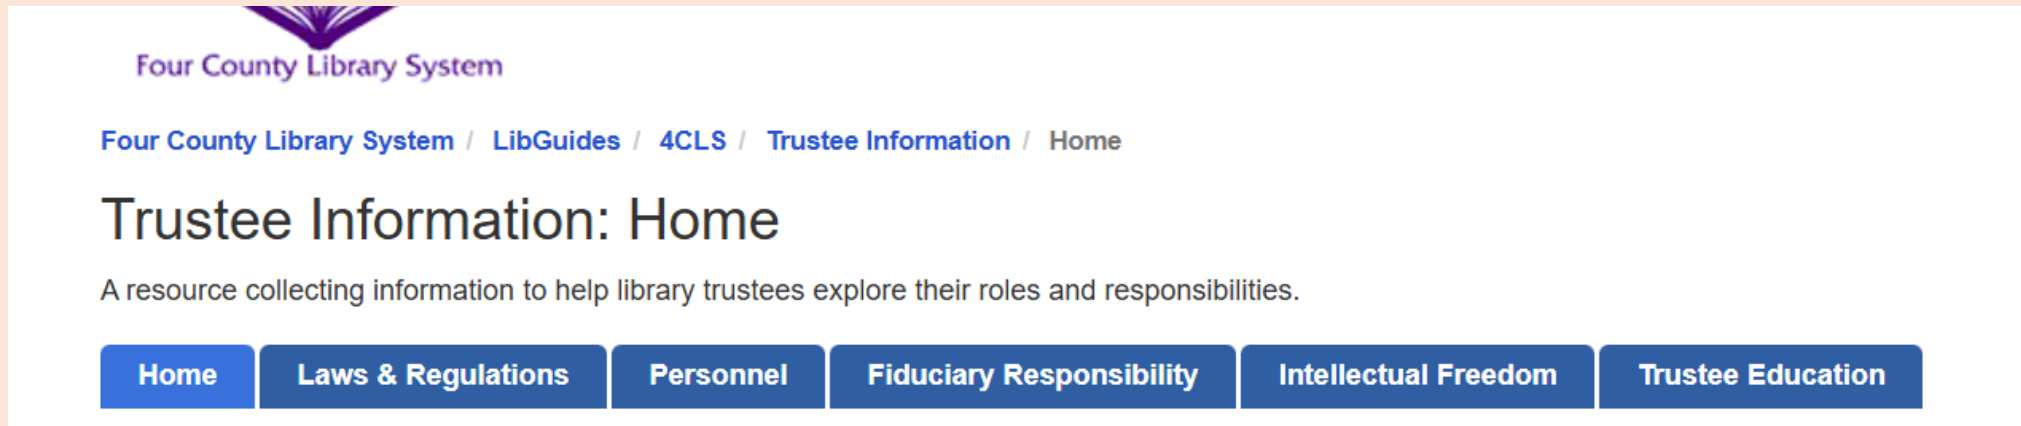 Four County Library System
Four County Library System / LibGuides / 4CLS / Trustee Information / Home
Trustee Information: Home
A resource collecting information to help library trustees explore their roles and responsibilities.
Home Laws & Regulations Personnel Fiduciary Responsibility Intellectual Freedom Trustee Education